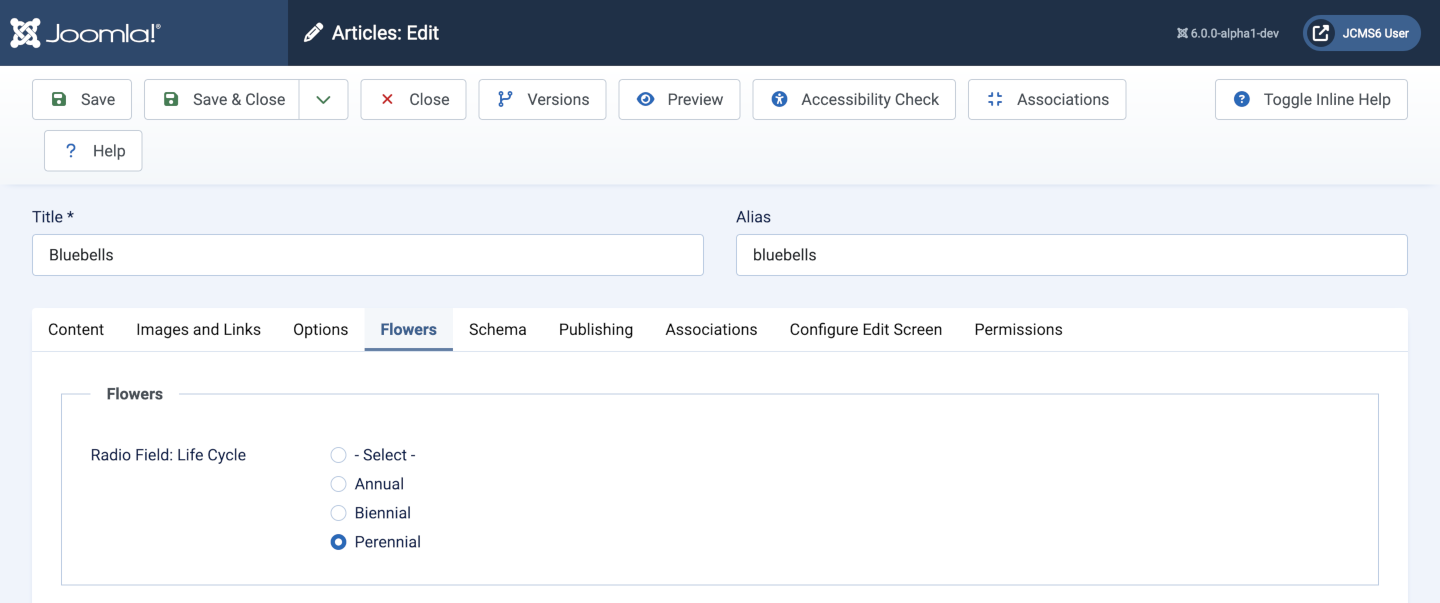 Joomla!® Articles: Edit 6.0.0-alpha1-dev JCMS6 User
Save Save & Close Close Versions Preview Accessibility Check Associations Toggle Inline Help
? Help
Title * Alias
Bluebells bluebells
Content Images and Links Options Flowers Schema Publishing Associations Configure Edit Screen Permissions
Flowers
Radio Field: Life Cycle - Select -
Annual
Biennial
Perennial